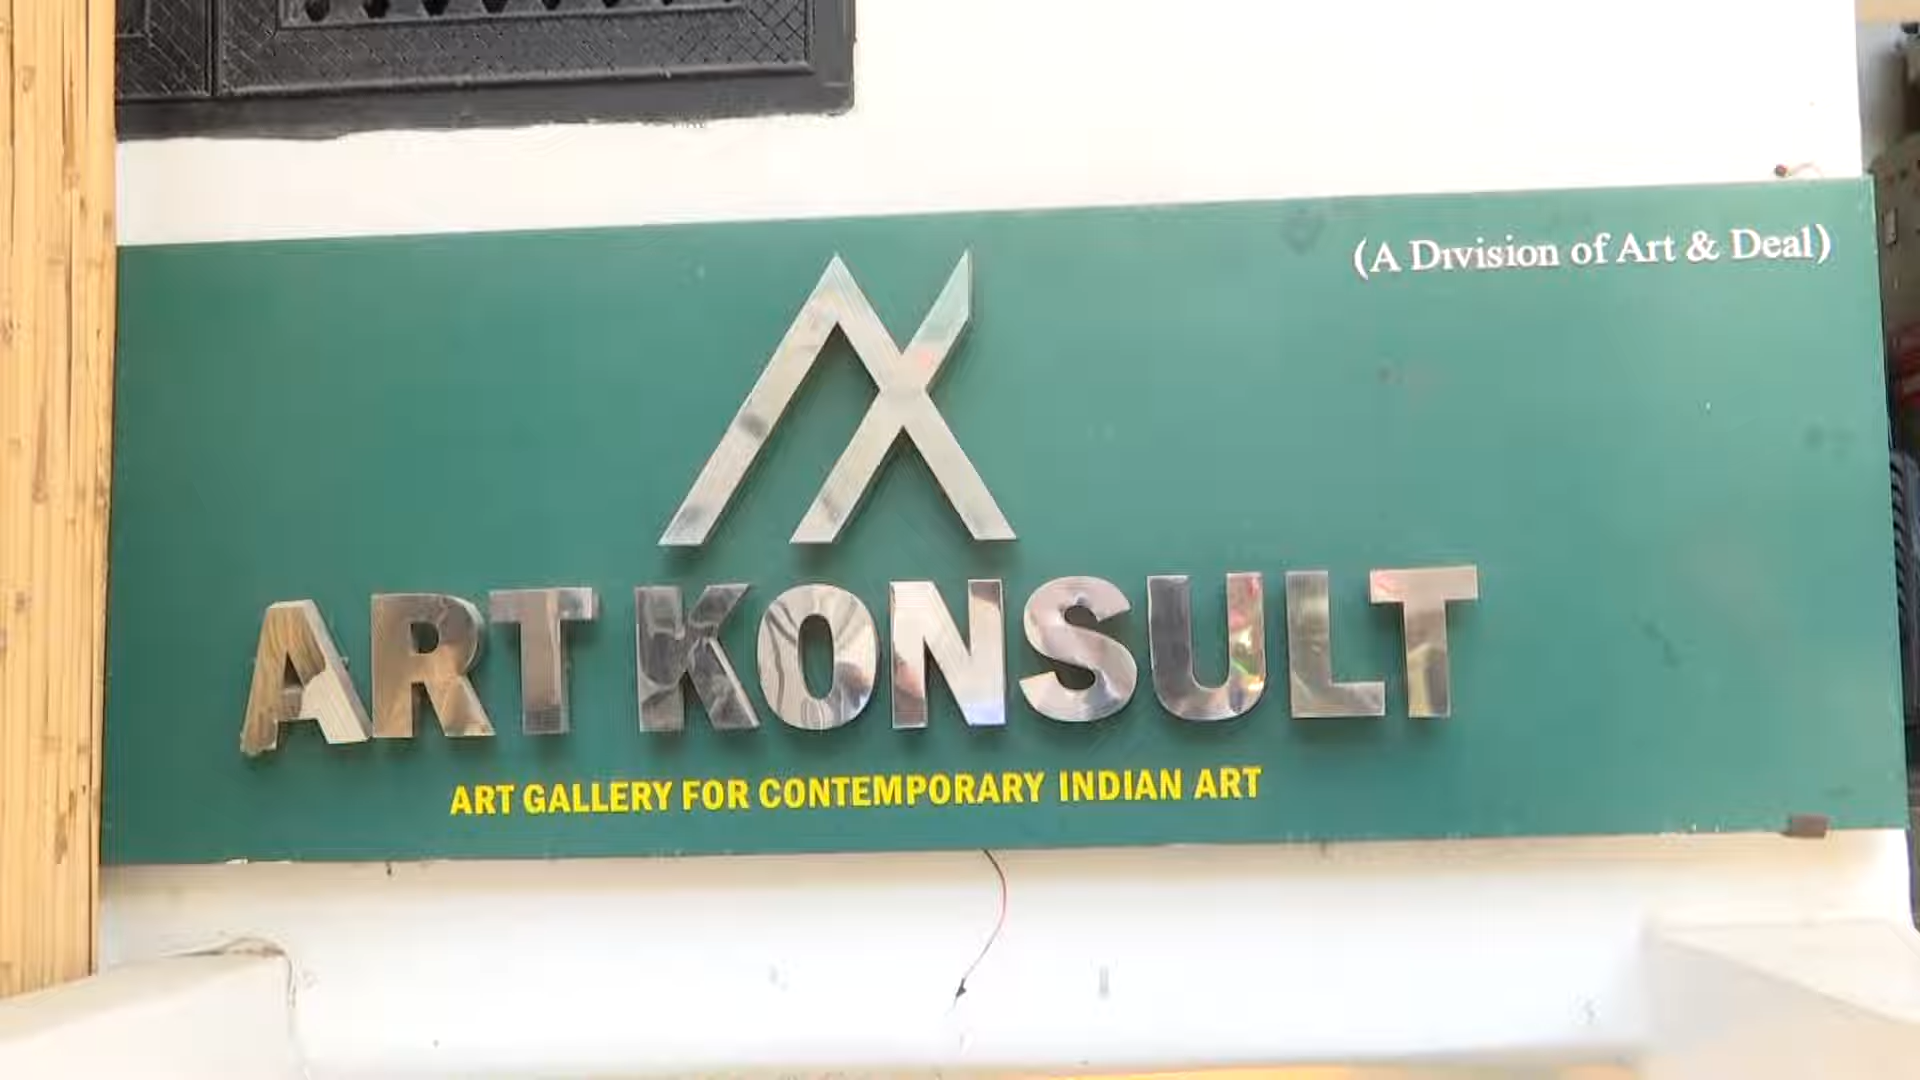 (A Division of Art & Deal)
ART KONSULT
ART GALLERY FOR CONTEMPORARY INDIAN ART